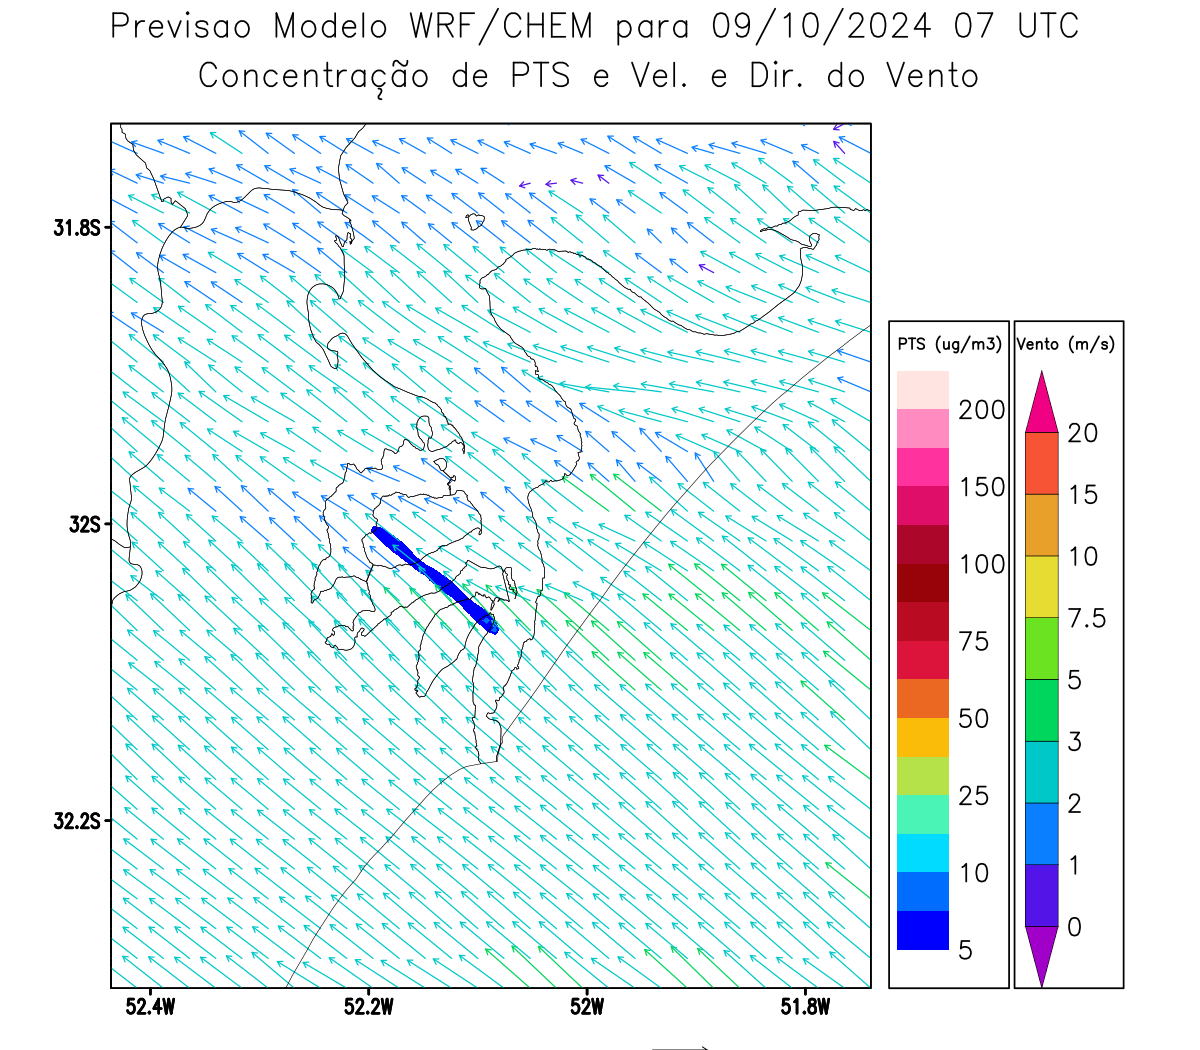 Previsao Modelo WRF/CHEM para 09/10/2024 07 UTC
Concentração de PTS e Vel. e Dir. do Vento
31.8S
32S
32.2S
52.4W
52.2W
52W
51.8W
PTS (ug/m3)
200
150
100
75
50
25
10
5
Vento (m/s)
20
15
10
7.5
5
3
2
1
0